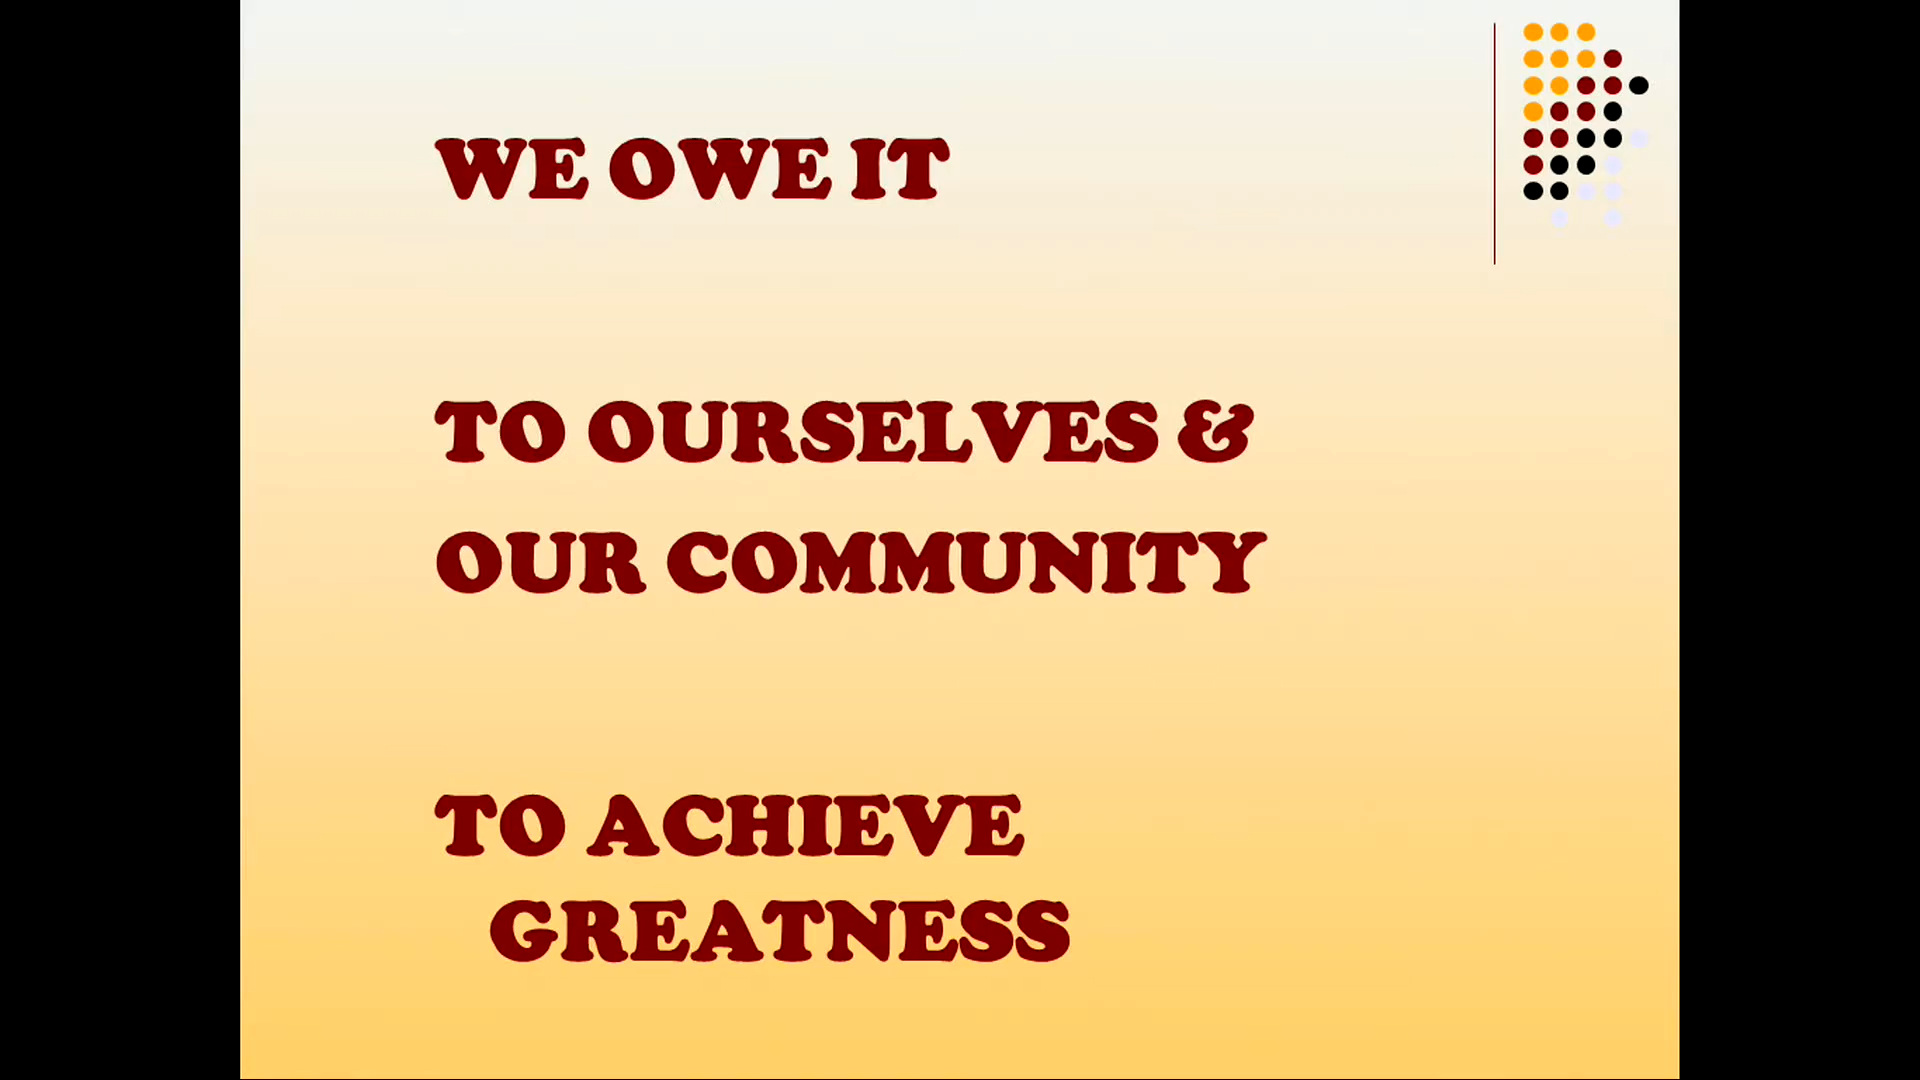 WE OWE IT
TO OURSELVES &
OUR COMMUNITY
TO ACHIEVE
GREATNESS